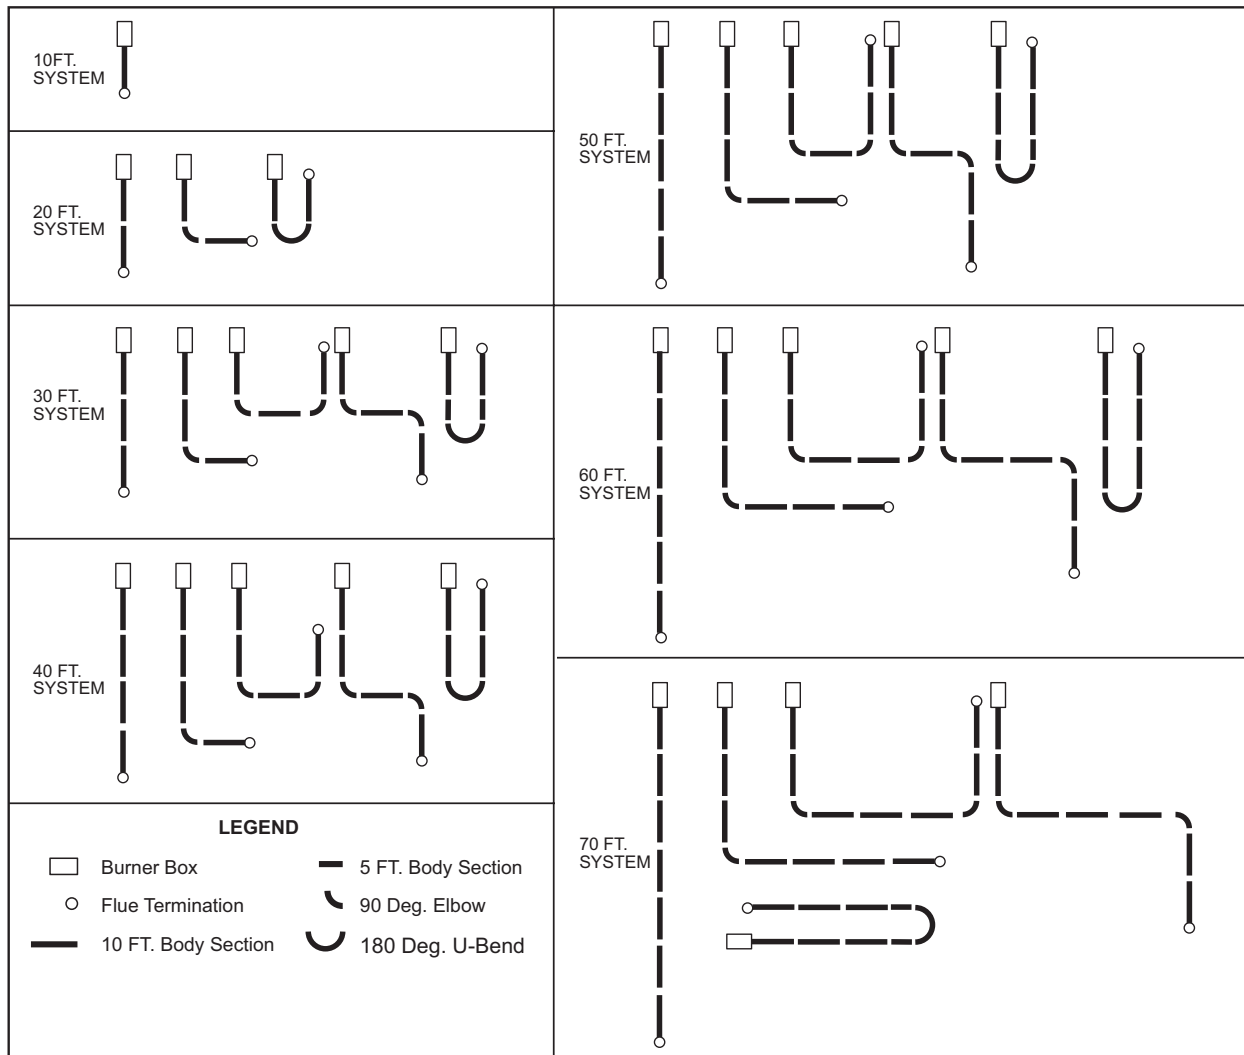 10FT.
SYSTEM
20 FT.
SYSTEM
30 FT.
SYSTEM
40 FT.
SYSTEM
50 FT.
SYSTEM
60 FT.
SYSTEM
70 FT.
SYSTEM
LEGEND
Burner Box
Flue Termination
10 FT. Body Section
5 FT. Body Section
90 Deg. Elbow
180 Deg. U-Bend